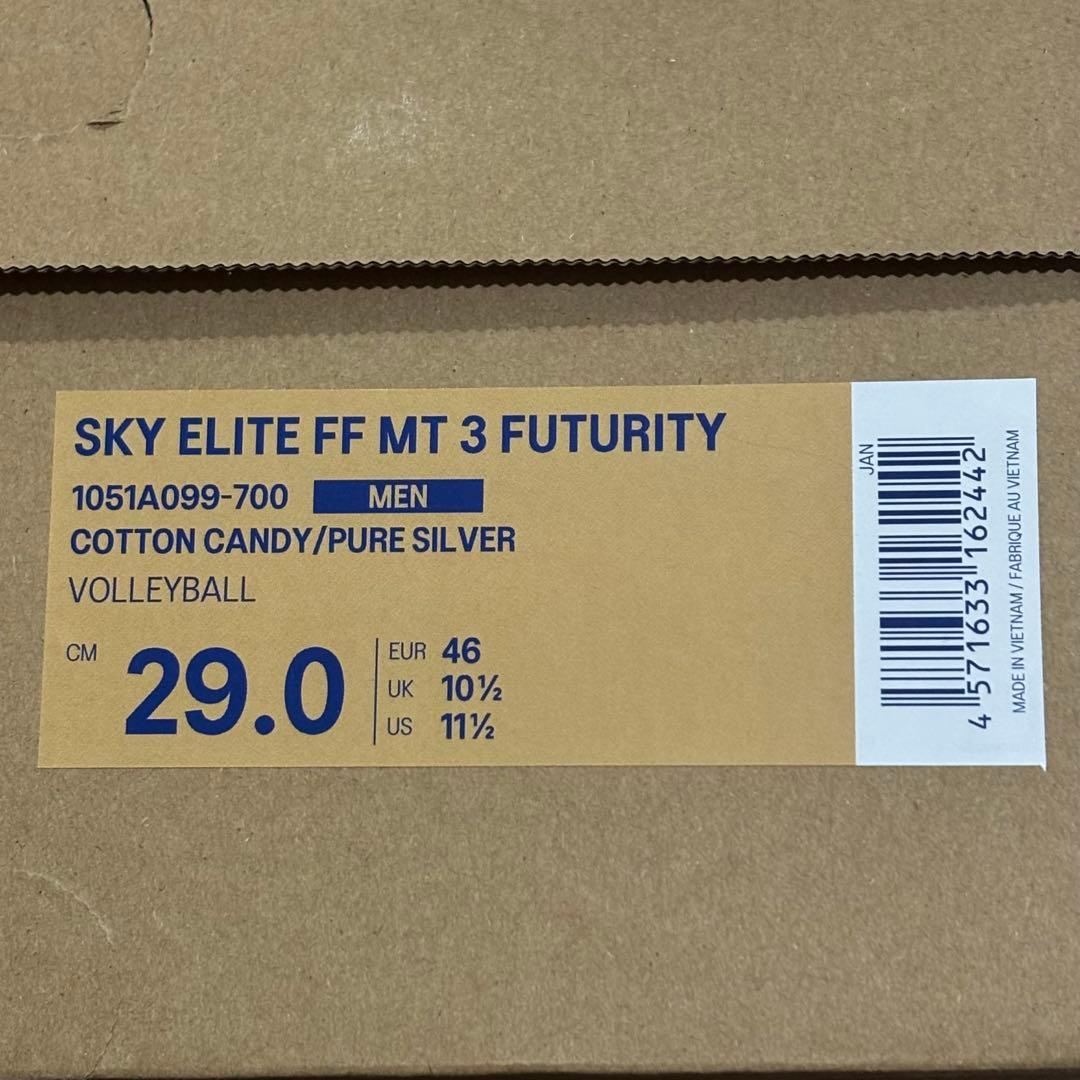 SKY ELITE FF MT 3 FUTURITY
1051A099-700 MEN
COTTON CANDY/PURE SILVER
VOLLEYBALL
CM 29.0
EUR 46
UK 10½
US 11½
JAN
4 571633 162442
MADE IN VIETNAM / FABRIQUE AU VIETNAM